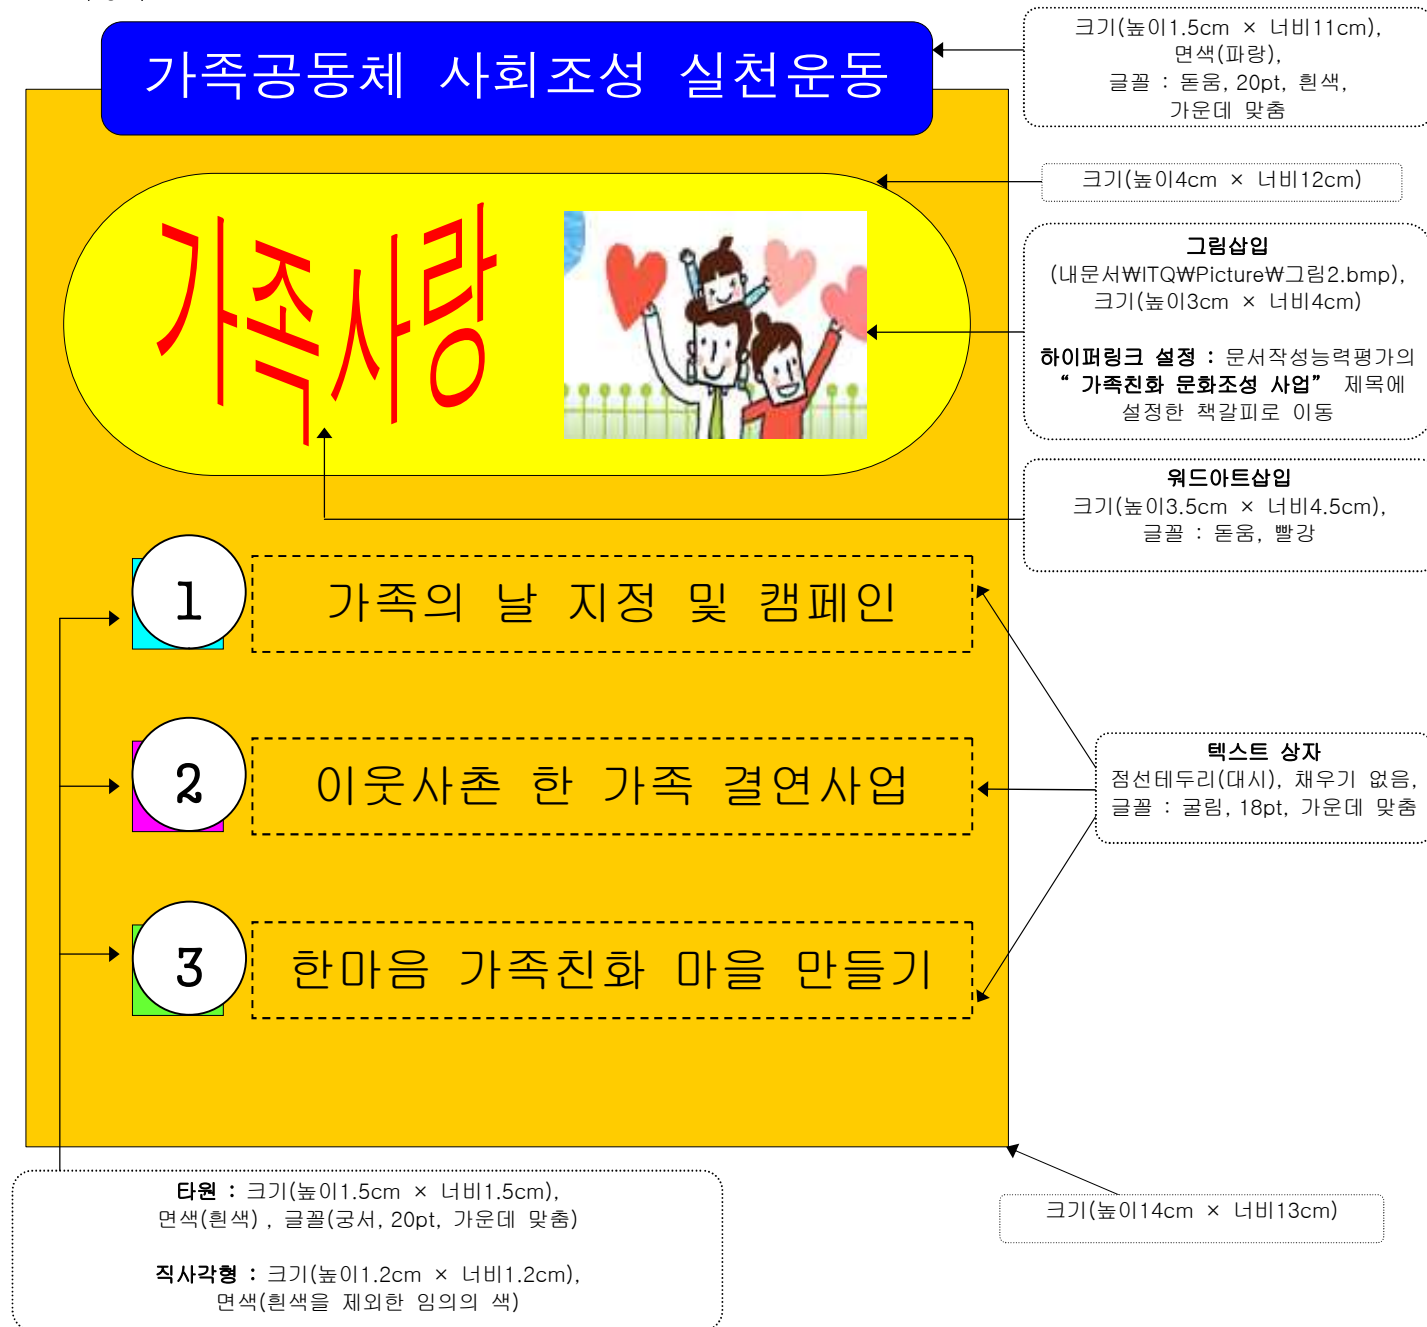 가족공동체 사회조성 실천운동
크기(높이1.5cm × 너비11cm),
면색(파랑),
글꼴 : 돋움, 20pt, 흰색,
가운데 맞춤
크기(높이4cm × 너비12cm)
가족사랑
그림삽입
(내문서₩ITQ₩Picture₩그림2.bmp),
크기(높이3cm × 너비4cm)
하이퍼링크 설정 : 문서작성능력평가의
“ 가족친화 문화조성 사업” 제목에
설정한 책갈피로 이동
워드아트삽입
크기(높이3.5cm × 너비4.5cm),
글꼴 : 돋움, 빨강
1 가족의 날 지정 및 캠페인
2 이웃사촌 한 가족 결연사업
3 한마음 가족친화 마을 만들기
텍스트 상자
점선테두리(대시), 채우기 없음,
글꼴 : 굴림, 18pt, 가운데 맞춤
타원 : 크기(높이1.5cm × 너비1.5cm),
면색(흰색) , 글꼴(궁서, 20pt, 가운데 맞춤)
직사각형 : 크기(높이1.2cm × 너비1.2cm),
면색(흰색을 제외한 임의의 색)
크기(높이14cm × 너비13cm)